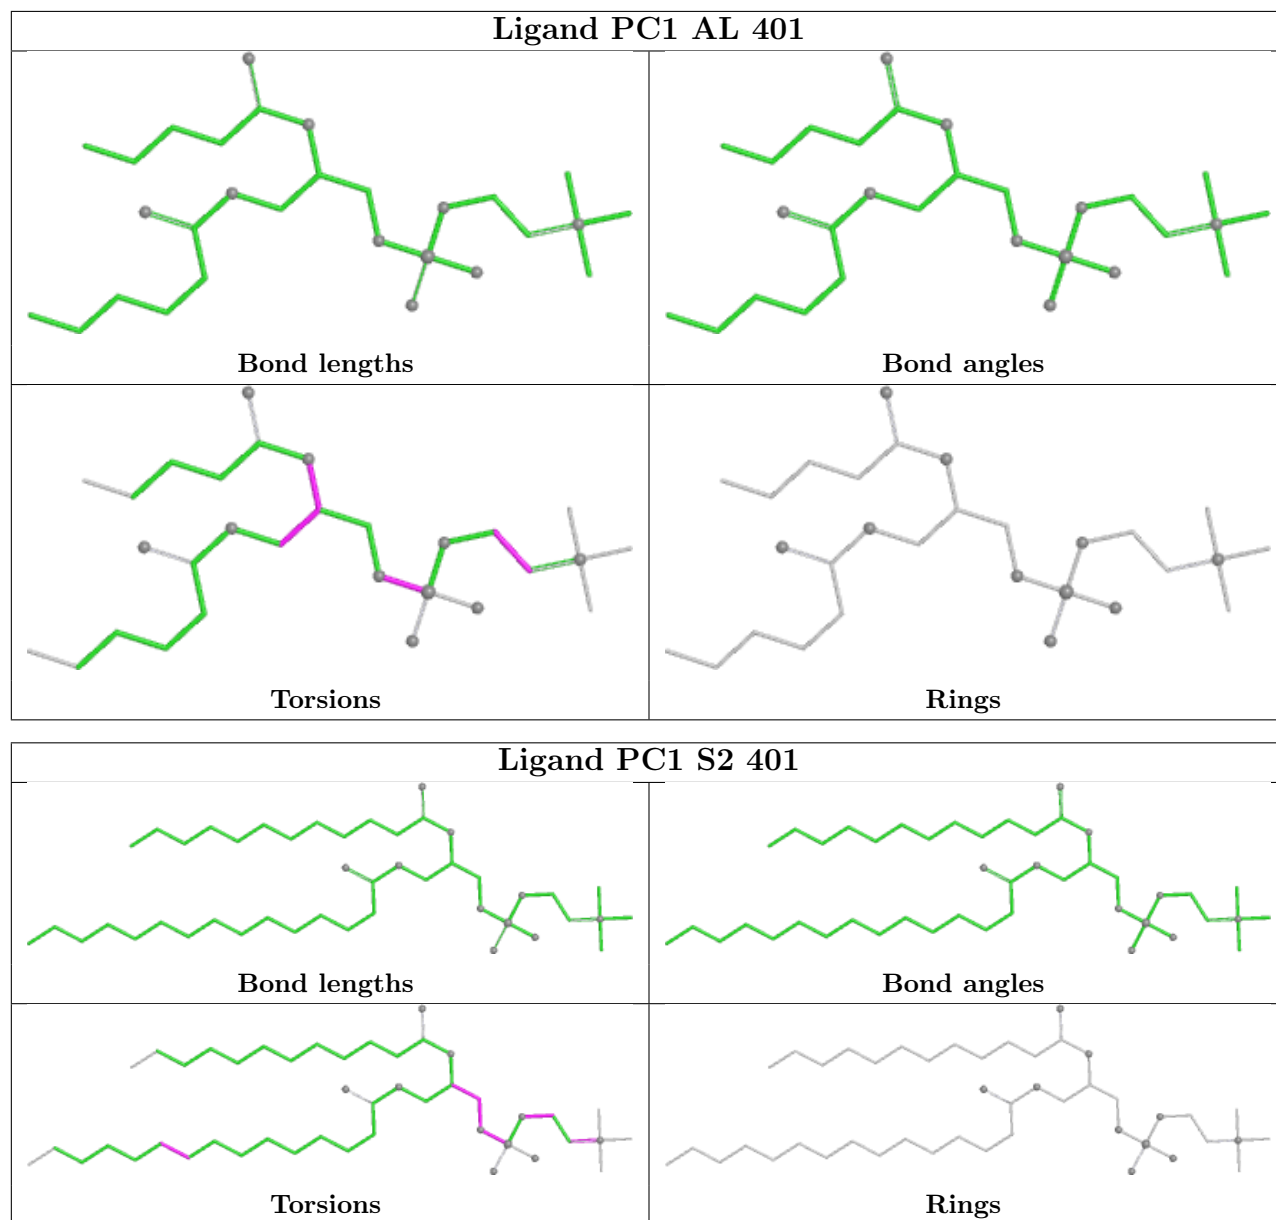 Ligand PC1 AL 401
Bond lengths
Bond angles
Torsions
Rings
Ligand PC1 S2 401
Bond lengths
Bond angles
Torsions
Rings